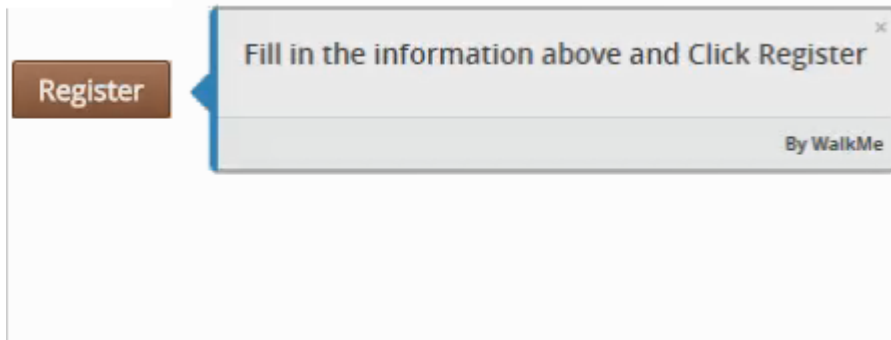 Fill in the information above and Click Register
Register
By WalkMe